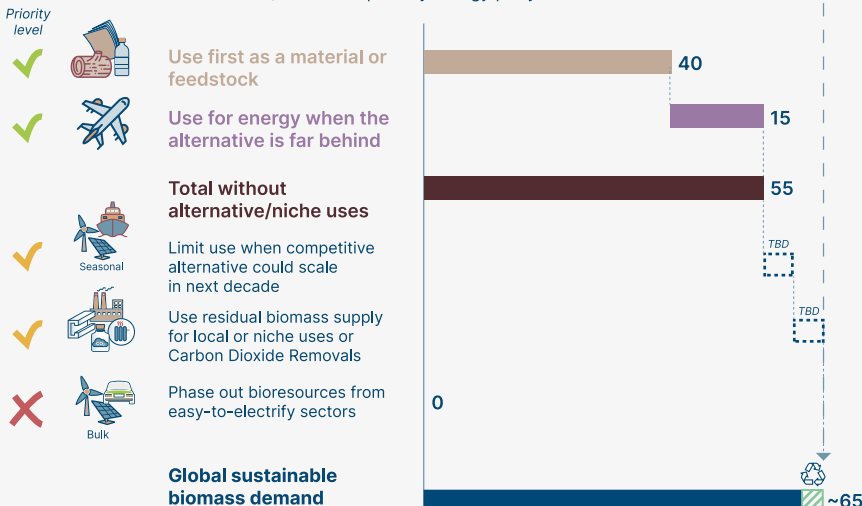 Priority
level
Use first as a material or
feedstock
40
Use for energy when the
alternative is far behind
15
Total without
alternative/niche uses
55
Seasonal
Limit use when competitive
alternative could scale
in next decade
TBD
Use residual biomass supply
for local or niche uses or
Carbon Dioxide Removals
TBD
Bulk
Phase out bioresources from
easy-to-electrify sectors
0
Global sustainable
biomass demand
~65